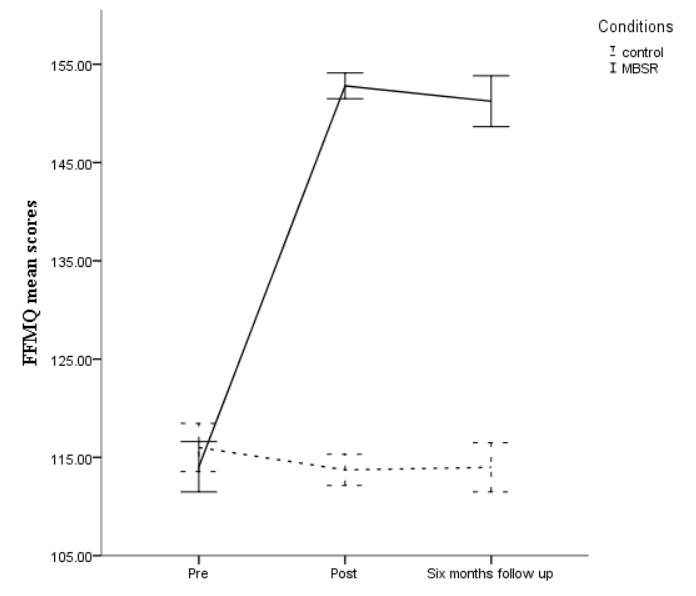 Conditions
control
MBSR
155.00
145.00
135.00
125.00
115.00
105.00
FFMQ mean scores
Pre
Post
Six months follow up